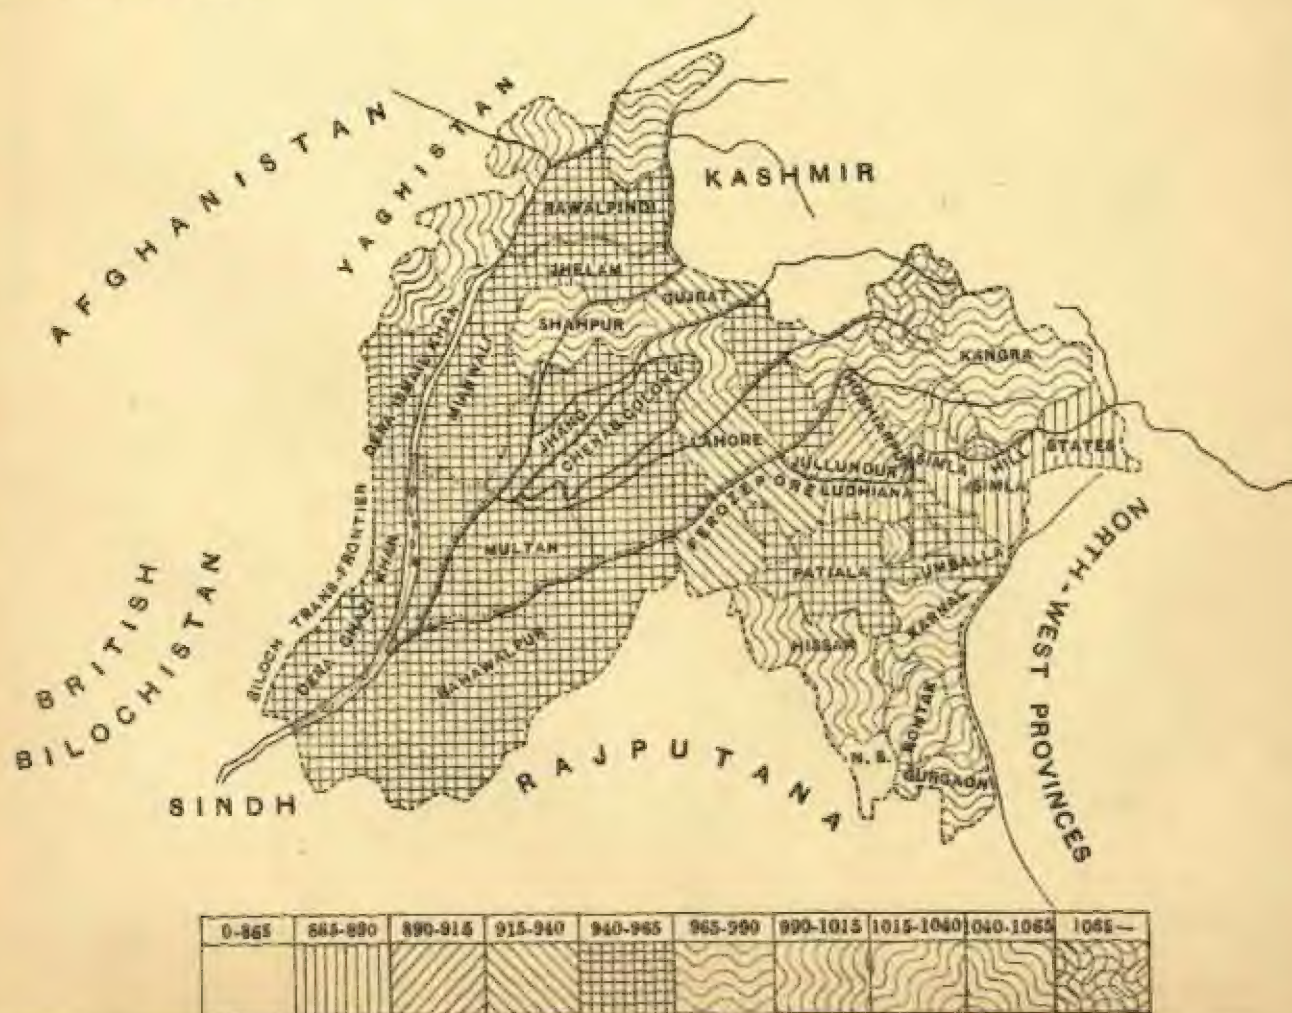 AFGHANISTAN
YAGHISTAN
KASHMIR
RAWALPINDI
JHELAM
GUJRAT
SHAHPUR
KANGRA
DERA ISMAIL KHAN
MIANWALI
HOSHIARPUR
JHANG
CHENAB COLONY
LAHORE
SIMLA HILL STATES
JULLUNDUR
SIMLA
FEROZEPORE
LUDHIANA
BILOCH TRANS-FRONTIER
DERA GHAZI KHAN
MULTAN
PATIALA
UMBALLA
NORTH-WEST PROVINCES
BRITISH
BILOCHISTAN
KARNAL
HISSAR
BAHAWALPUR
ROHTAK
N. S.
GURGAON
RAJPUTANA
SINDH
0-865 865-890 890-915 915-940 940-965 965-990 990-1015 1015-1040 1040-1065 1065—